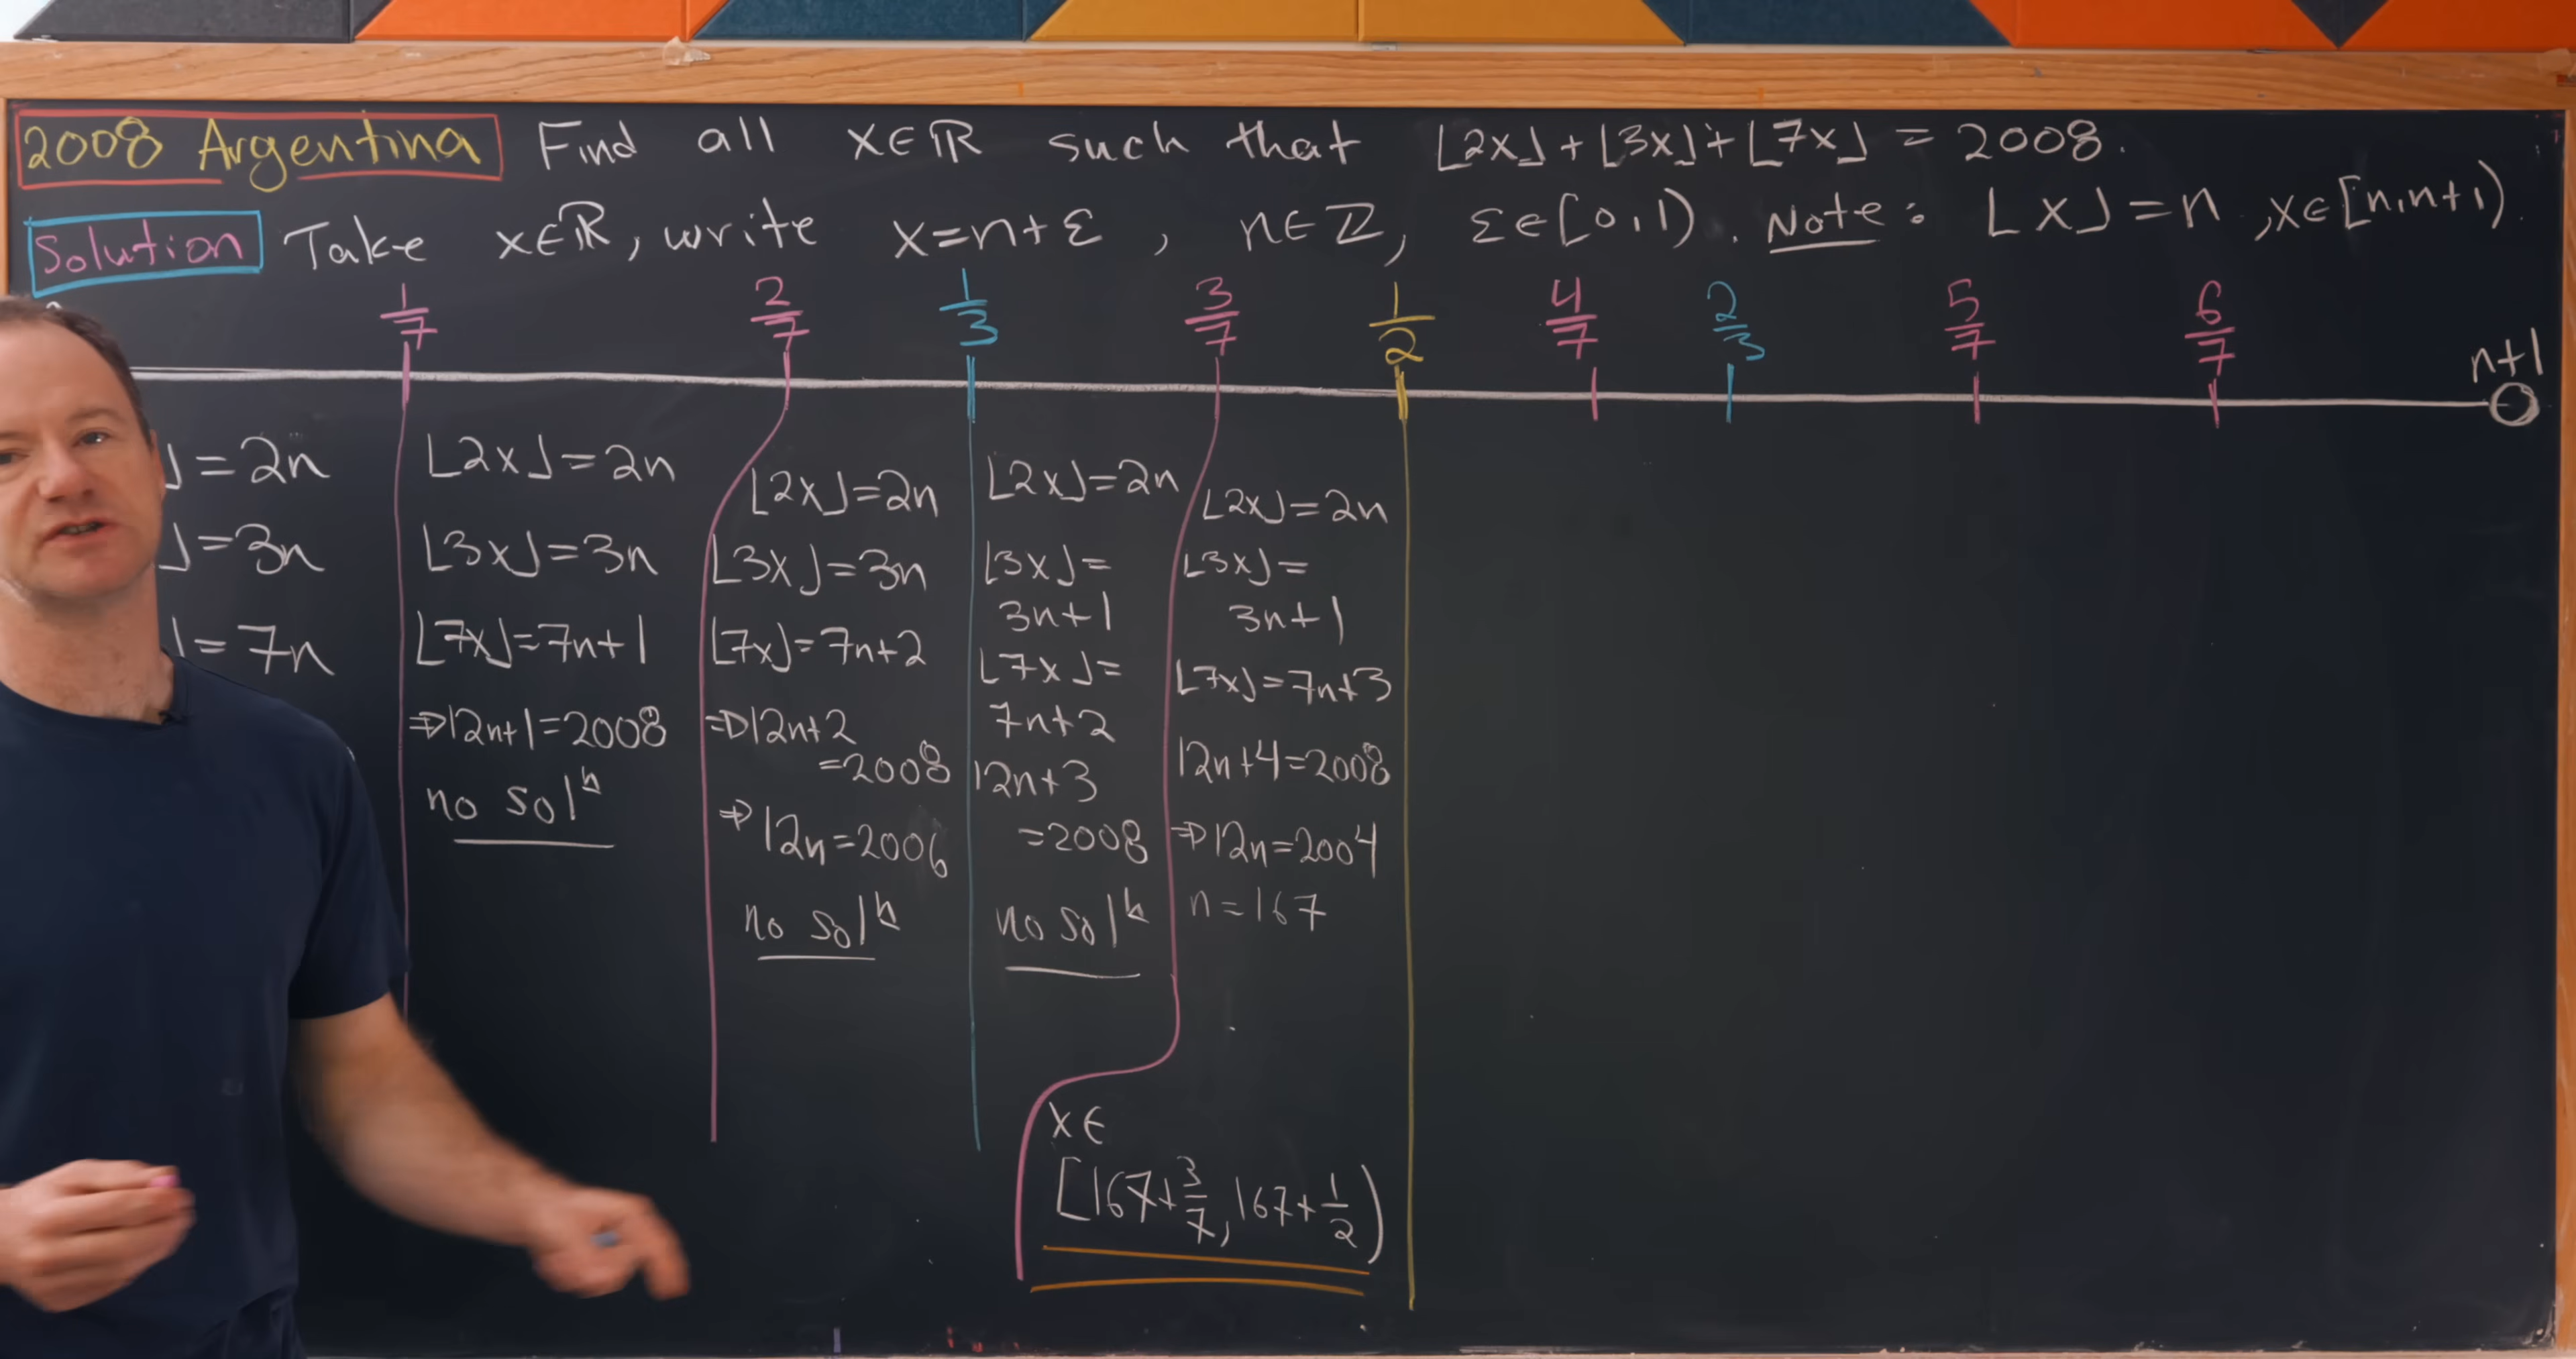 2008 Argentina Find all x∈ℝ such that ⌊2x⌋+⌊3x⌋+⌊7x⌋ = 2008.
Solution Take x∈ℝ, write x=n+ε, n∈ℤ, ε∈[0,1). Note: ⌊x⌋=n, x∈[n,n+1).
1/7 2/7 1/3 3/7 1/2 4/7 2/3 5/7 6/7 n+1
⌋=2n
⌋=3n
⌋=7n
⌊2x⌋=2n
⌊3x⌋=3n
⌊7x⌋=7n+1
⇒12n+1=2008
no solⁿ
⌊2x⌋=2n
⌊3x⌋=3n
⌊7x⌋=7n+2
⇒12n+2
=2008
⇒12n=2006
no solⁿ
⌊2x⌋=2n
⌊3x⌋=
3n+1
⌊7x⌋=
7n+2
12n+3
=2008
no solⁿ
⌊2x⌋=2n
⌊3x⌋=
3n+1
⌊7x⌋=7n+3
12n+4=2008
⇒12n=2004
n=167
x∈
[167+3/7, 167+1/2)